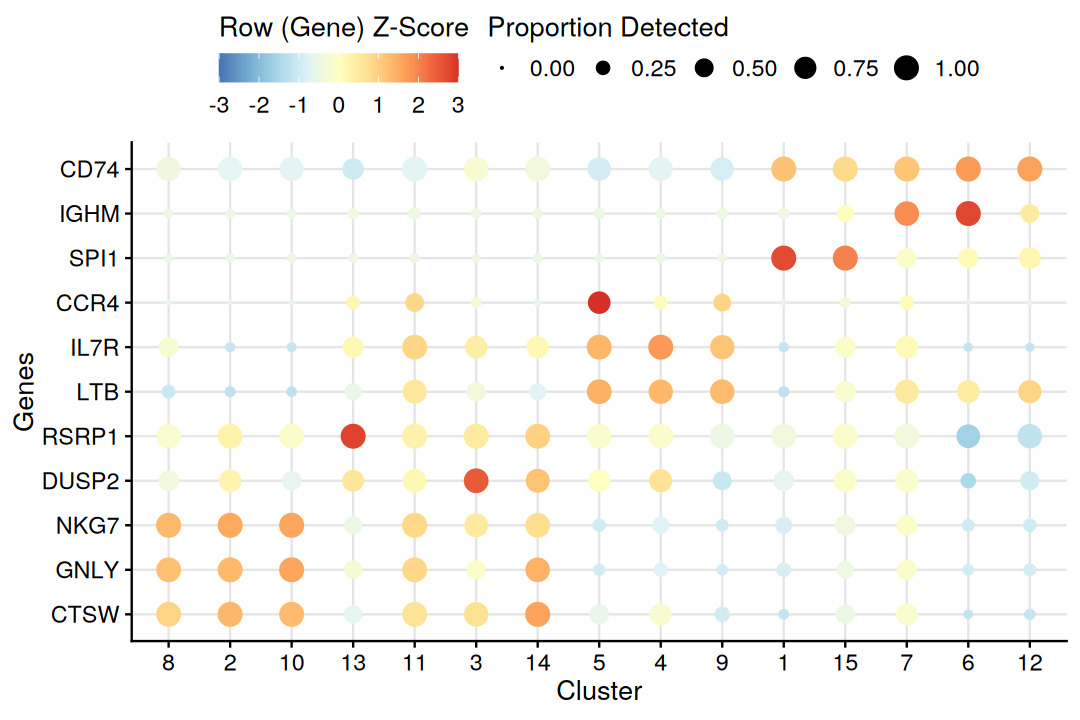 Row (Gene) Z-Score Proportion Detected
0.00 0.25 0.50 0.75 1.00
-3 -2 -1 0 1 2 3
CD74
IGHM
SPI1
CCR4
IL7R
LTB
RSRP1
DUSP2
NKG7
GNLY
CTSW
Genes
8 2 10 13 11 3 14 5 4 9 1 15 7 6 12
Cluster